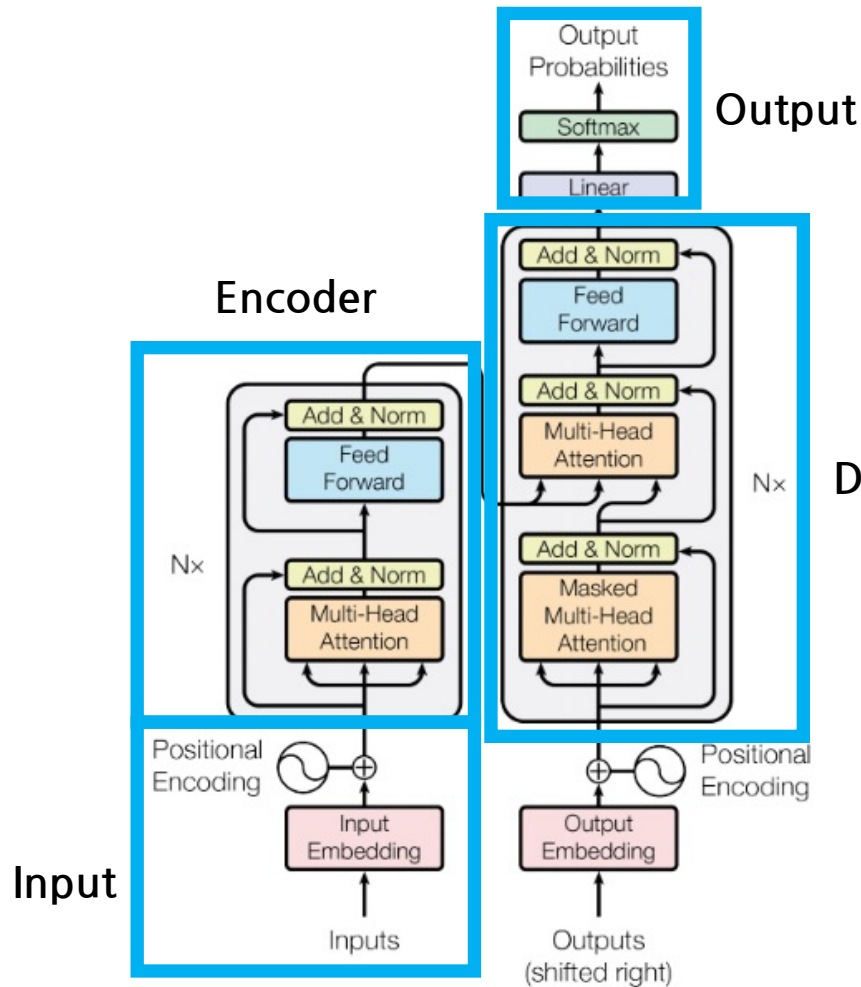 Output
Probabilities
Output
Softmax
Linear
Add & Norm
Feed
Forward
Add & Norm
Multi-Head
Attention
Add & Norm
Masked
Multi-Head
Attention
N×
D
Encoder
Add & Norm
Feed
Forward
Add & Norm
Multi-Head
Attention
N×
Positional
Encoding
Input
Embedding
Input
Inputs
Positional
Encoding
Output
Embedding
Outputs
(shifted right)